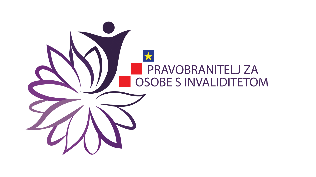 PRAVOBRANITELJ ZA
OSOBE S INVALIDITETOM